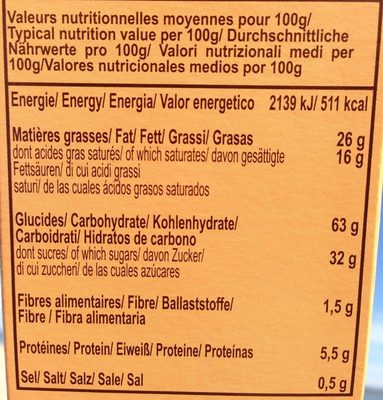 Valeurs nutritionnelles moyennes pour 100g/
Typical nutrition value per 100g/ Durchschnittliche
Nährwerte pro 100g/ Valori nutrizionali medi per
100g/Valores nutricionales medios por 100g
Energie/ Energy/ Energia/ Valor energetico 2139 kJ/ 511 kcal
Matières grasses/ Fat/ Fett/ Grassi/ Grasas 26 g
dont acides gras saturés/ of which saturates/ davon gesättigte 16 g
Fettsäuren/ di cui acidi grassi
saturi/ de las cuales ácidos grasos saturados
Glucides/ Carbohydrate/ Kohlenhydrate/ 63 g
Carboidrati/ Hidratos de carbono
dont sucres/ of which sugars/ davon Zucker/ 32 g
di cui zuccheri/ de las cuales azúcares
Fibres alimentaires/ Fibre/ Ballaststoffe/ 1,5 g
Fibre / Fibra alimentaria
Protéines/ Protein/ Eiweiß/ Proteine/ Proteínas 5,5 g
Sel/ Salt/ Salz/ Sale/ Sal 0,5 g